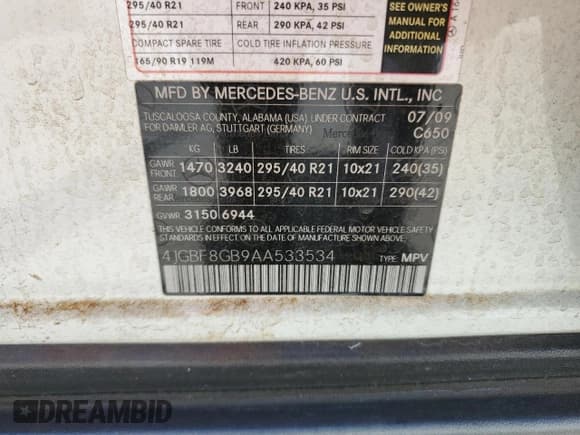 295/40 R21 FRONT 240 KPA, 35 PSI
295/40 R21 REAR 290 KPA, 42 PSI
COMPACT SPARE TIRE COLD TIRE INFLATION PRESSURE
165/90 R19 119M 420 KPA, 60 PSI
SEE OWNER'S
MANUAL FOR
ADDITIONAL
INFORMATION
MFD BY MERCEDES-BENZ U.S. INTL., INC
TUSCALOOSA COUNTY, ALABAMA (USA) UNDER CONTRACT 07/09
FOR DAIMLER AG, STUTTGART (GERMANY) C650
KG LB TIRES RIM SIZE COLD KPA (PSI)
GAWR FRONT 1470 3240 295/40 R21 10x21 240(35)
GAWR REAR 1800 3968 295/40 R21 10x21 290(42)
GVWR 3150 6944
THIS VEHICLE CONFORMS TO ALL APPLICABLE FEDERAL MOTOR VEHICLE
SAFETY STANDARDS IN EFFECT ON THE DATE OF MANUFACTURE SHOWN ABOVE
4JGBF8GB9AA533534 TYPE: MPV
DREAMBID